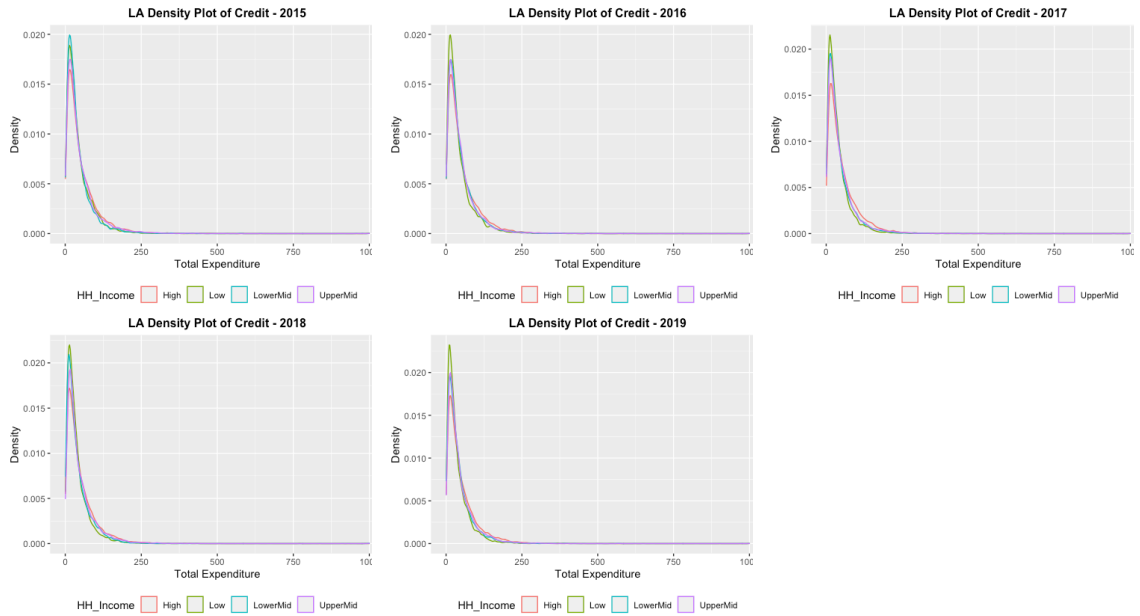 LA Density Plot of Credit - 2015
0.020
0.015
0.010
0.005
0.000
Density
0 250 500 750 100
Total Expenditure
HH_Income High Low LowerMid UpperMid
LA Density Plot of Credit - 2016
0.020
0.015
0.010
0.005
0.000
Density
0 250 500 750 100
Total Expenditure
HH_Income High Low LowerMid UpperMid
LA Density Plot of Credit - 2017
0.020
0.015
0.010
0.005
0.000
Density
0 250 500 750 100
Total Expenditure
HH_Income High Low LowerMid UpperMid
LA Density Plot of Credit - 2018
0.020
0.015
0.010
0.005
0.000
Density
0 250 500 750 100
Total Expenditure
HH_Income High Low LowerMid UpperMid
LA Density Plot of Credit - 2019
0.020
0.015
0.010
0.005
0.000
Density
0 250 500 750 100
Total Expenditure
HH_Income High Low LowerMid UpperMid